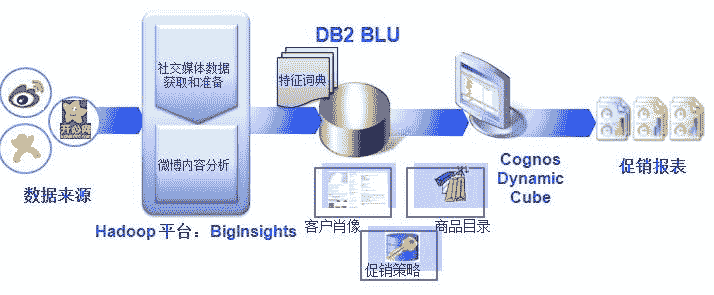 DB2 BLU
社交媒体数据
获取和准备
特征词典
开心网
微博内容分析
数据来源
Hadoop 平台：BigInsights
Cognos
Dynamic
Cube
促销报表
客户肖像
商品目录
促销策略